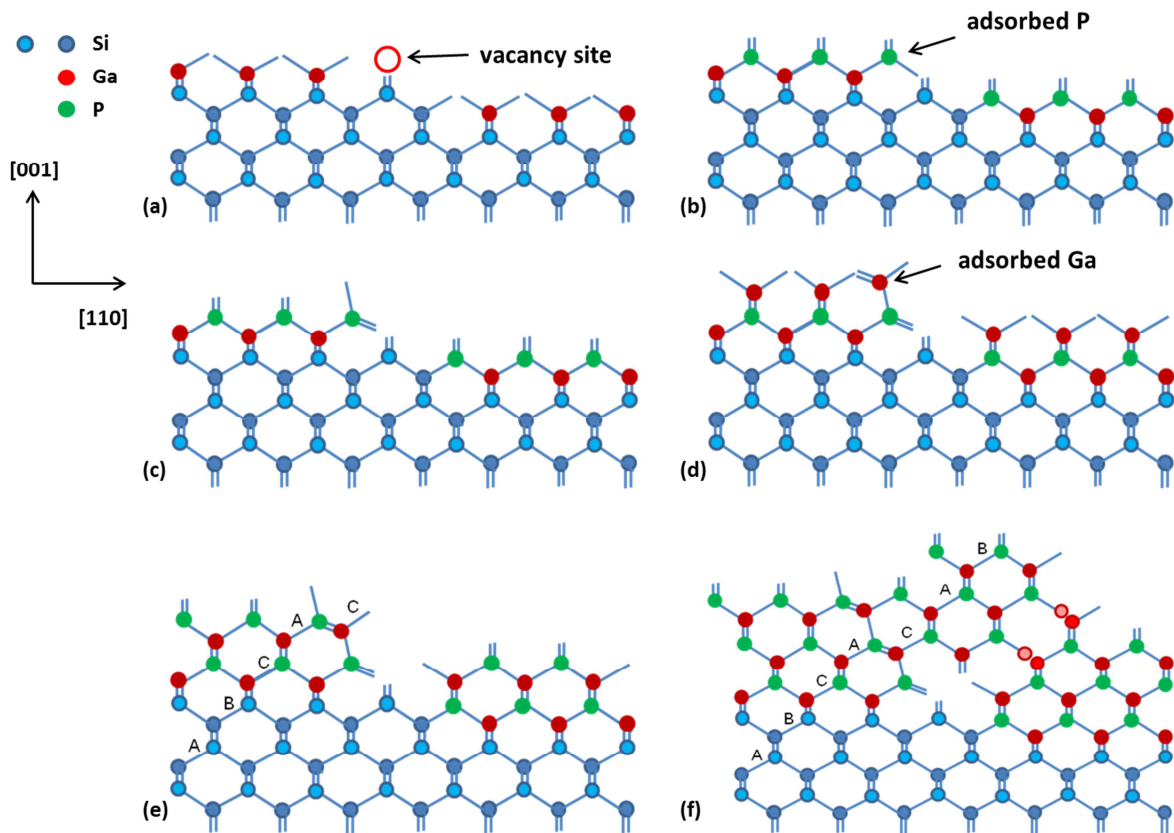 Si
Ga
P
[001]
[110]
vacancy site
(a)
adsorbed P
(b)
(c)
adsorbed Ga
(d)
A
C
C
B
A
(e)
B
A
C
A
C
B
A
(f)